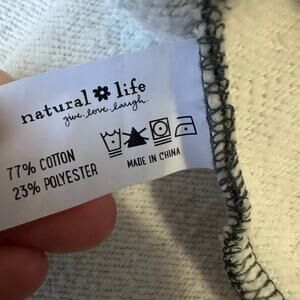 natural life
give. love. laugh.
77% COTTON
23% POLYESTER
MADE IN CHINA